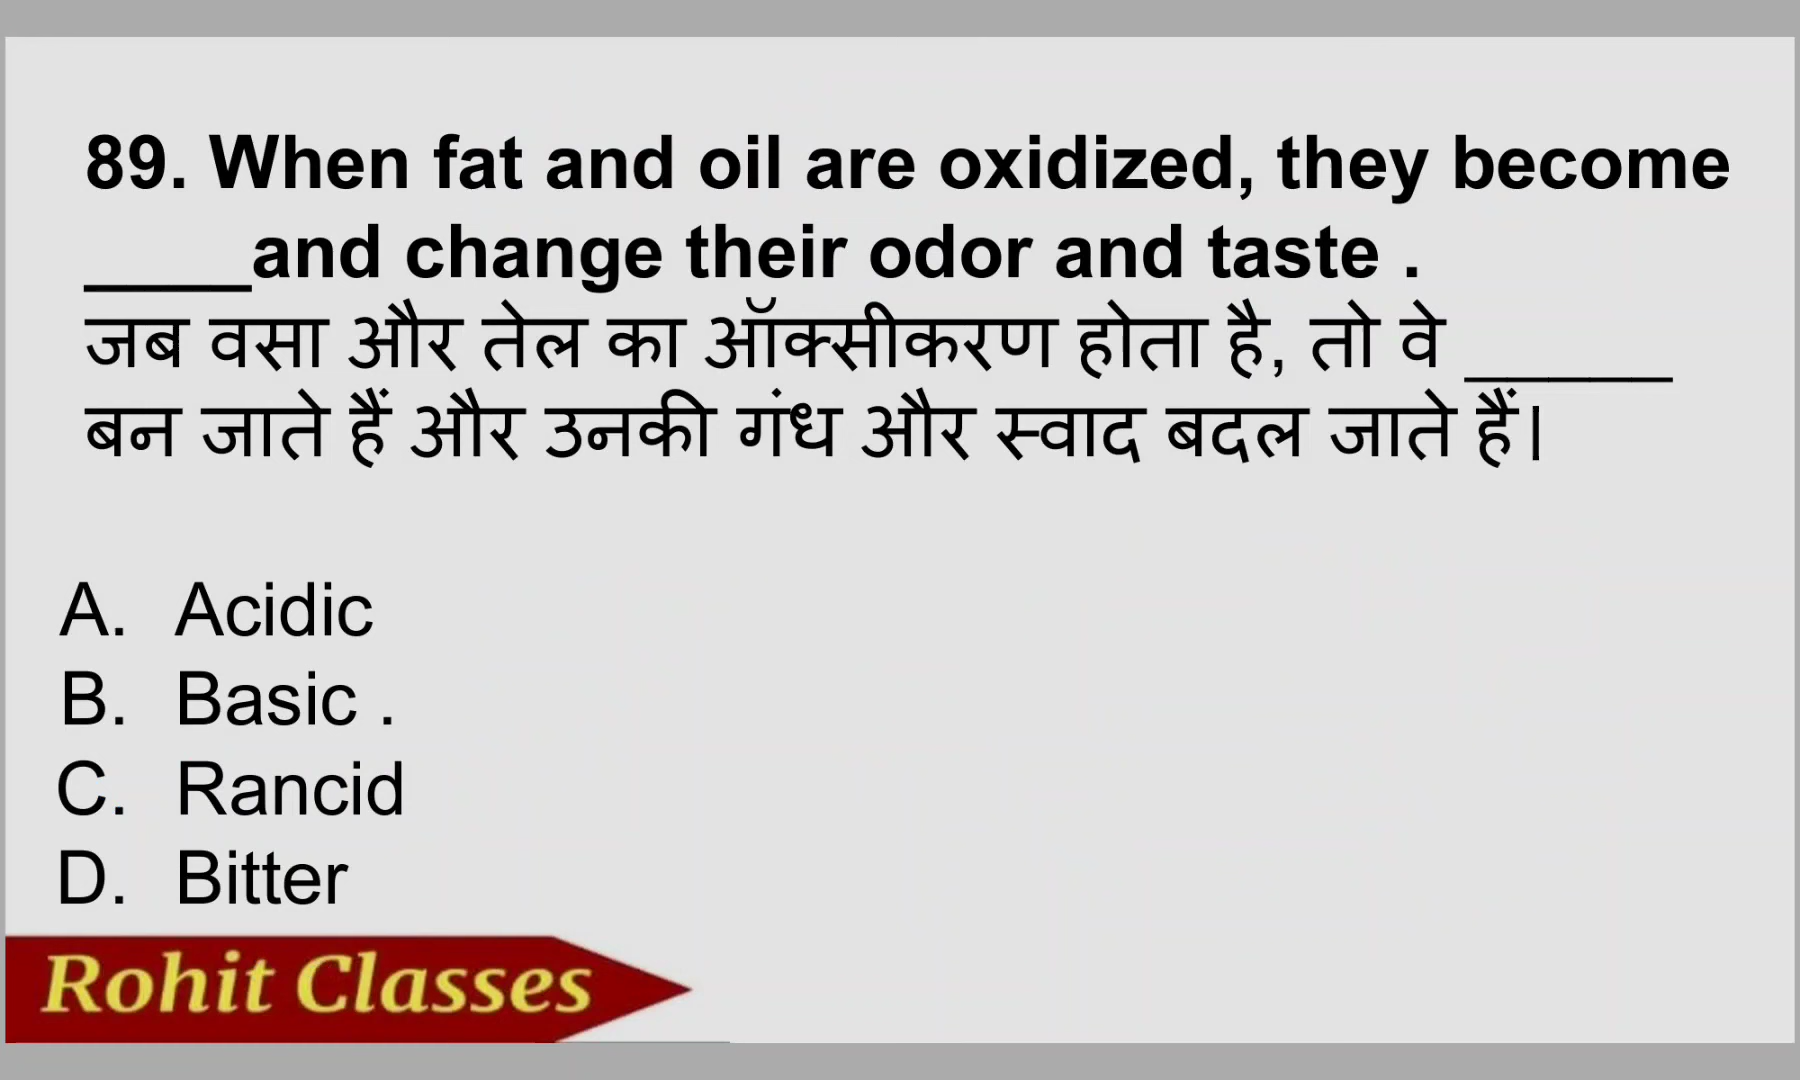 89. When fat and oil are oxidized, they become
____and change their odor and taste .
जब वसा और तेल का ऑक्सीकरण होता है, तो वे _____
बन जाते हैं और उनकी गंध और स्वाद बदल जाते हैं।
A. Acidic
B. Basic .
C. Rancid
D. Bitter
Rohit Classes